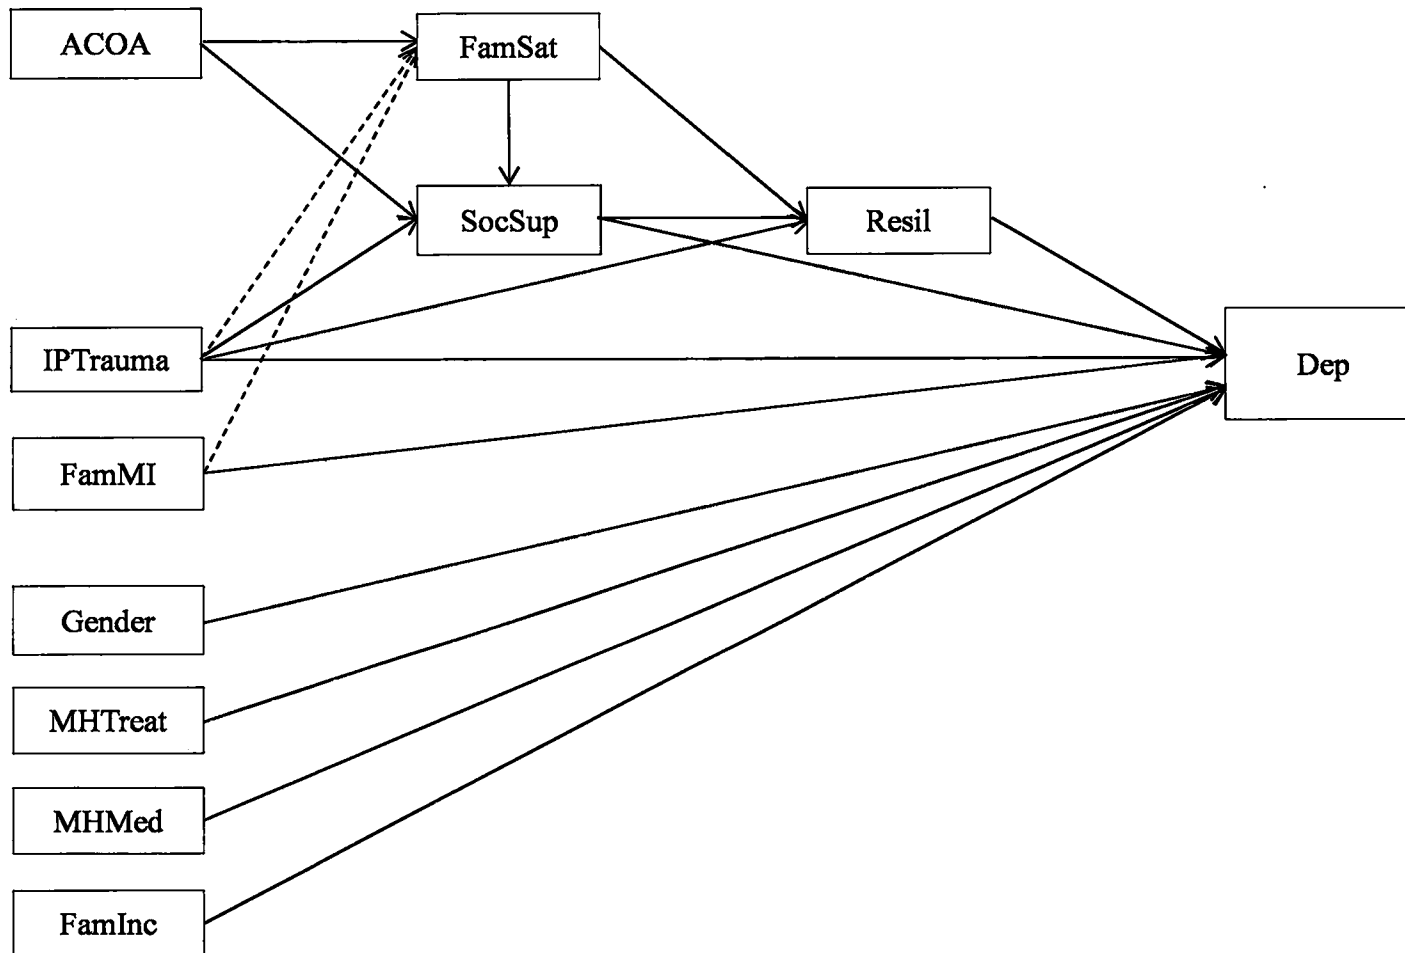 ACOA
FamSat
SocSup
Resil
IPTrauma
Dep
FamMI
Gender
MHTreat
MHMed
FamInc